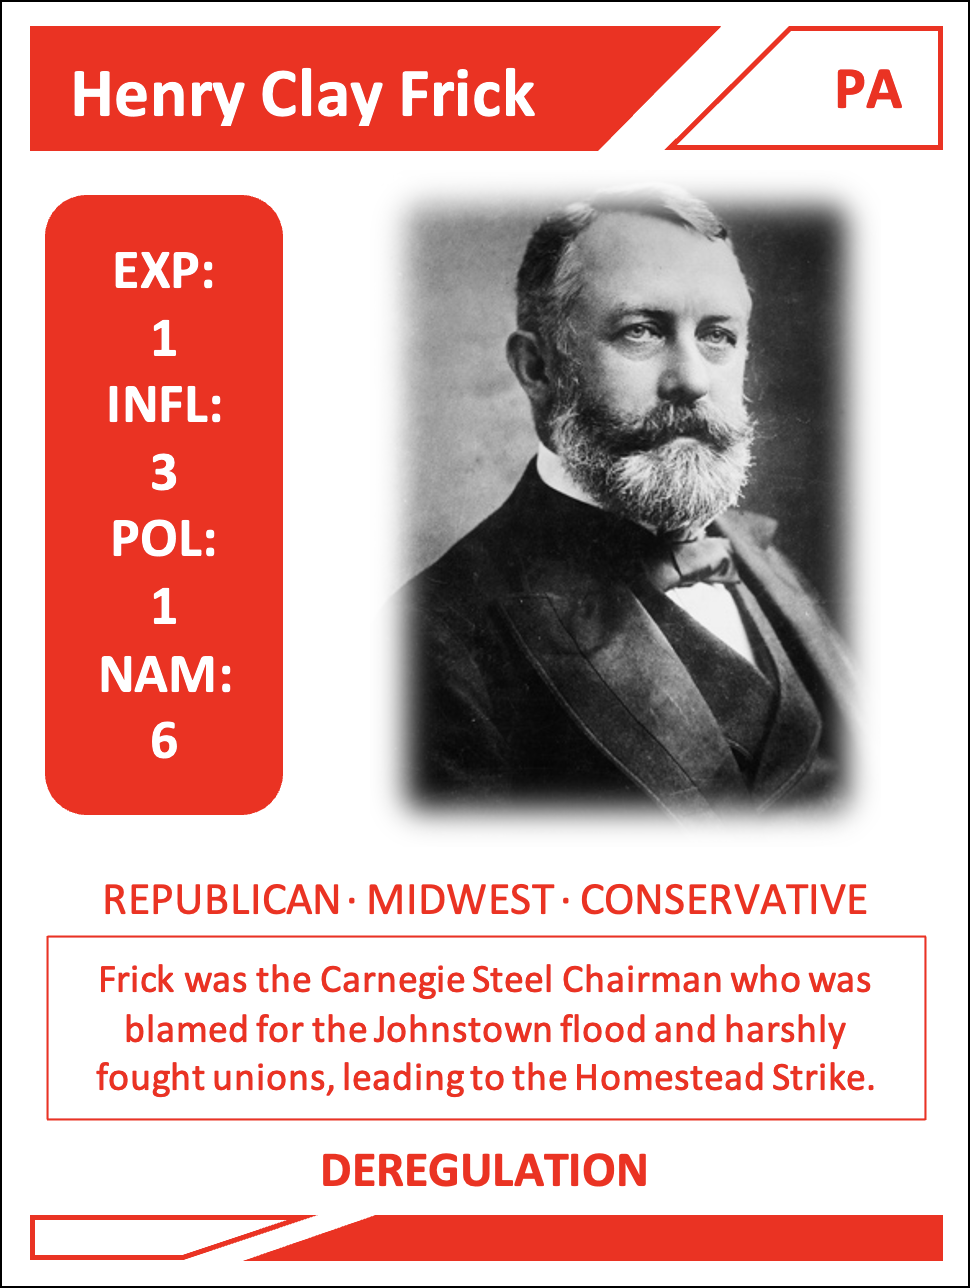 Henry Clay Frick
PA
EXP:
1
INFL:
3
POL:
1
NAM:
6
REPUBLICAN · MIDWEST · CONSERVATIVE
Frick was the Carnegie Steel Chairman who was
blamed for the Johnstown flood and harshly
fought unions, leading to the Homestead Strike.
DEREGULATION